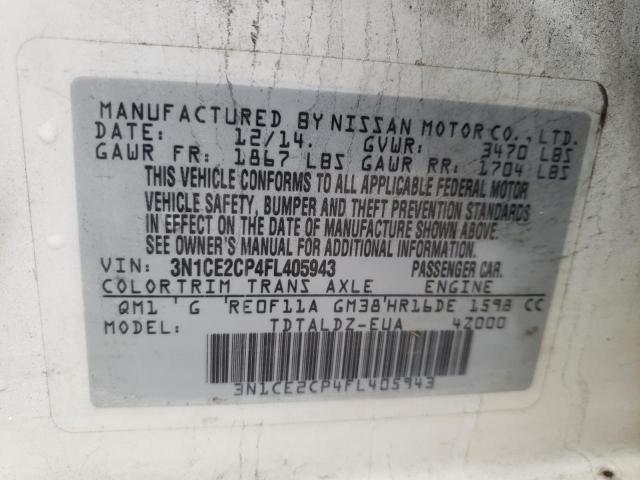 MANUFACTURED BY NISSAN MOTOR CO., LTD.
DATE: 12/14. GVWR: 3470 LBS
GAWR FR: 1867 LBS GAWR RR: 1704 LBS
THIS VEHICLE CONFORMS TO ALL APPLICABLE FEDERAL MOTOR
VEHICLE SAFETY, BUMPER AND THEFT PREVENTION STANDARDS
IN EFFECT ON THE DATE OF MANUFACTURE SHOWN ABOVE.
SEE OWNER'S MANUAL FOR ADDITIONAL INFORMATION.
VIN: 3N1CE2CP4FL405943 PASSENGER CAR.
COLOR TRIM TRANS AXLE ENGINE
QM1 'G 'RE0F11A GM38'HR16DE 1598 CC
MODEL: TDTALDZ-EUA 4Z000
3N1CE2CP4FL405943